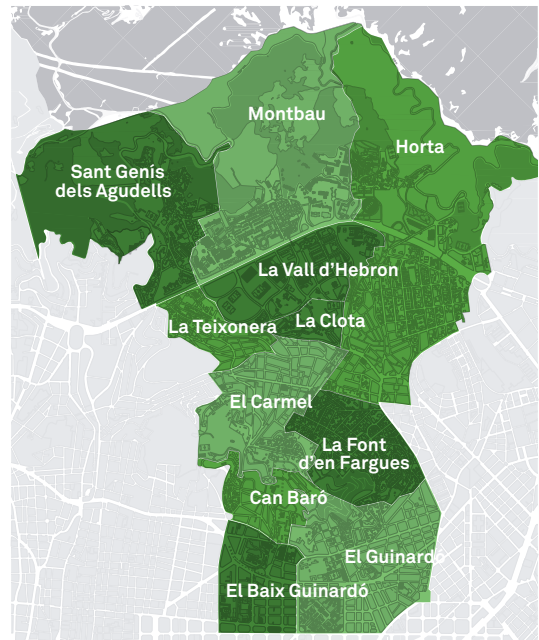 Montbau
Horta
Sant Genís
dels Agudells
La Vall d'Hebron
La Clota
La Teixonera
El Carmel
La Font
d'en Fargues
Can Baró
El Guinardó
El Baix Guinardó